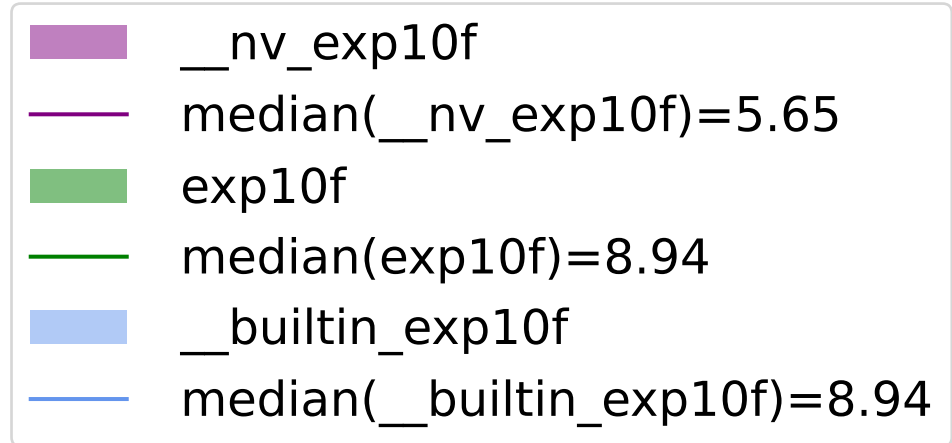 __nv_exp10f
median(__nv_exp10f)=5.65
exp10f
median(exp10f)=8.94
__builtin_exp10f
median(__builtin_exp10f)=8.94